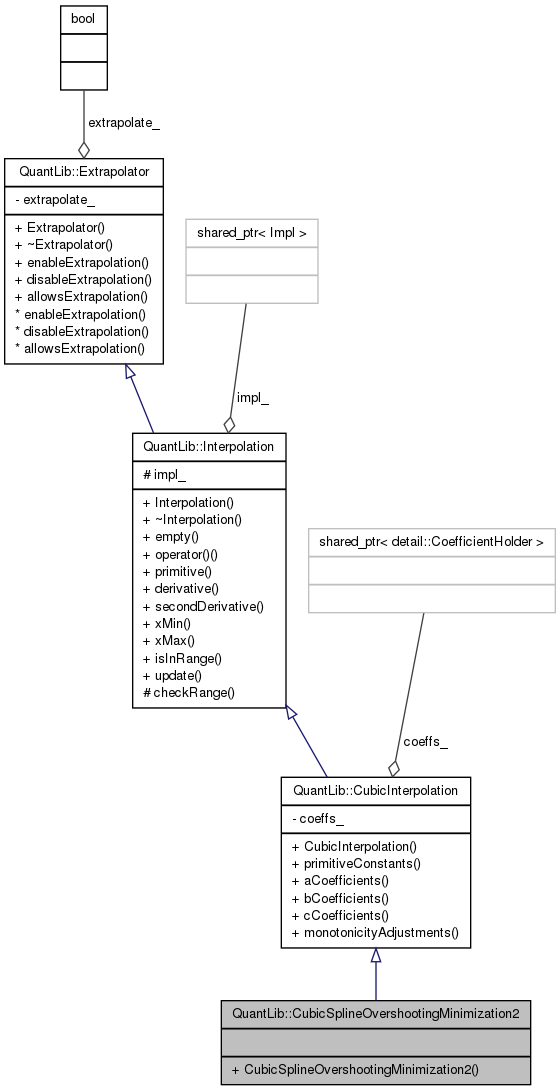 bool
extrapolate_
QuantLib::Extrapolator
- extrapolate_
+ Extrapolator()
+ ~Extrapolator()
+ enableExtrapolation()
+ disableExtrapolation()
+ allowsExtrapolation()
* enableExtrapolation()
* disableExtrapolation()
* allowsExtrapolation()
shared_ptr< Impl >
impl_
QuantLib::Interpolation
# impl_
+ Interpolation()
+ ~Interpolation()
+ empty()
+ operator()()
+ primitive()
+ derivative()
+ secondDerivative()
+ xMin()
+ xMax()
+ isInRange()
+ update()
# checkRange()
shared_ptr< detail::CoefficientHolder >
coeffs_
QuantLib::CubicInterpolation
- coeffs_
+ CubicInterpolation()
+ primitiveConstants()
+ aCoefficients()
+ bCoefficients()
+ cCoefficients()
+ monotonicityAdjustments()
QuantLib::CubicSplineOvershootingMinimization2
+ CubicSplineOvershootingMinimization2()